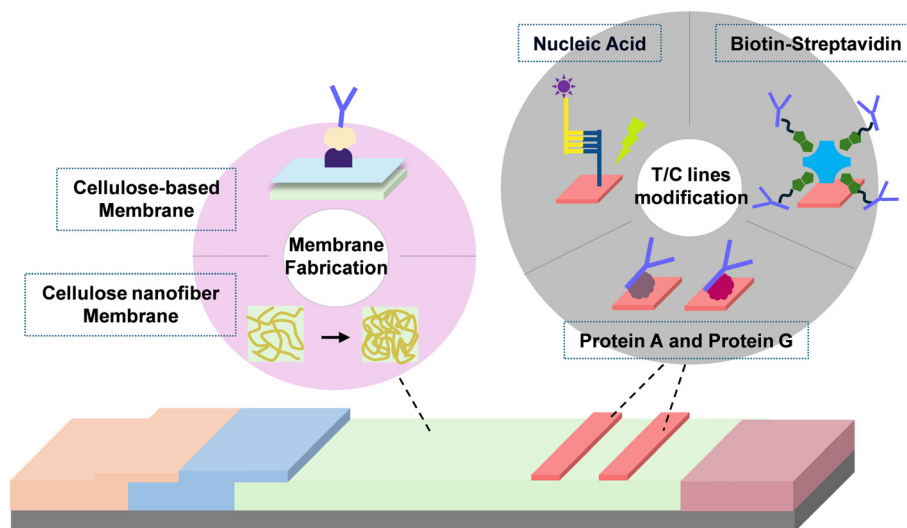 Nucleic Acid
Biotin-Streptavidin
T/C lines
modification
Protein A and Protein G
Cellulose-based
Membrane
Membrane
Fabrication
Cellulose nanofiber
Membrane